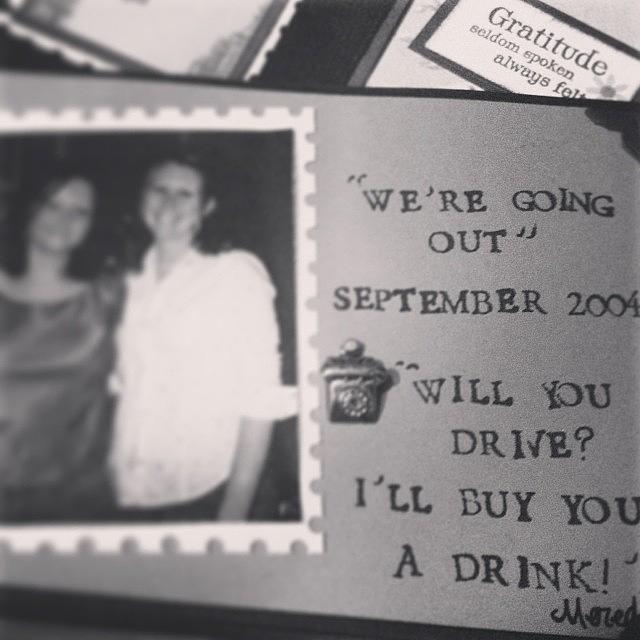 Gratitude
seldom spoken
always felt
"WE'RE GOING
OUT"
SEPTEMBER 2004
"WILL YOU
DRIVE?
I'LL BUY YOU
A DRINK!"